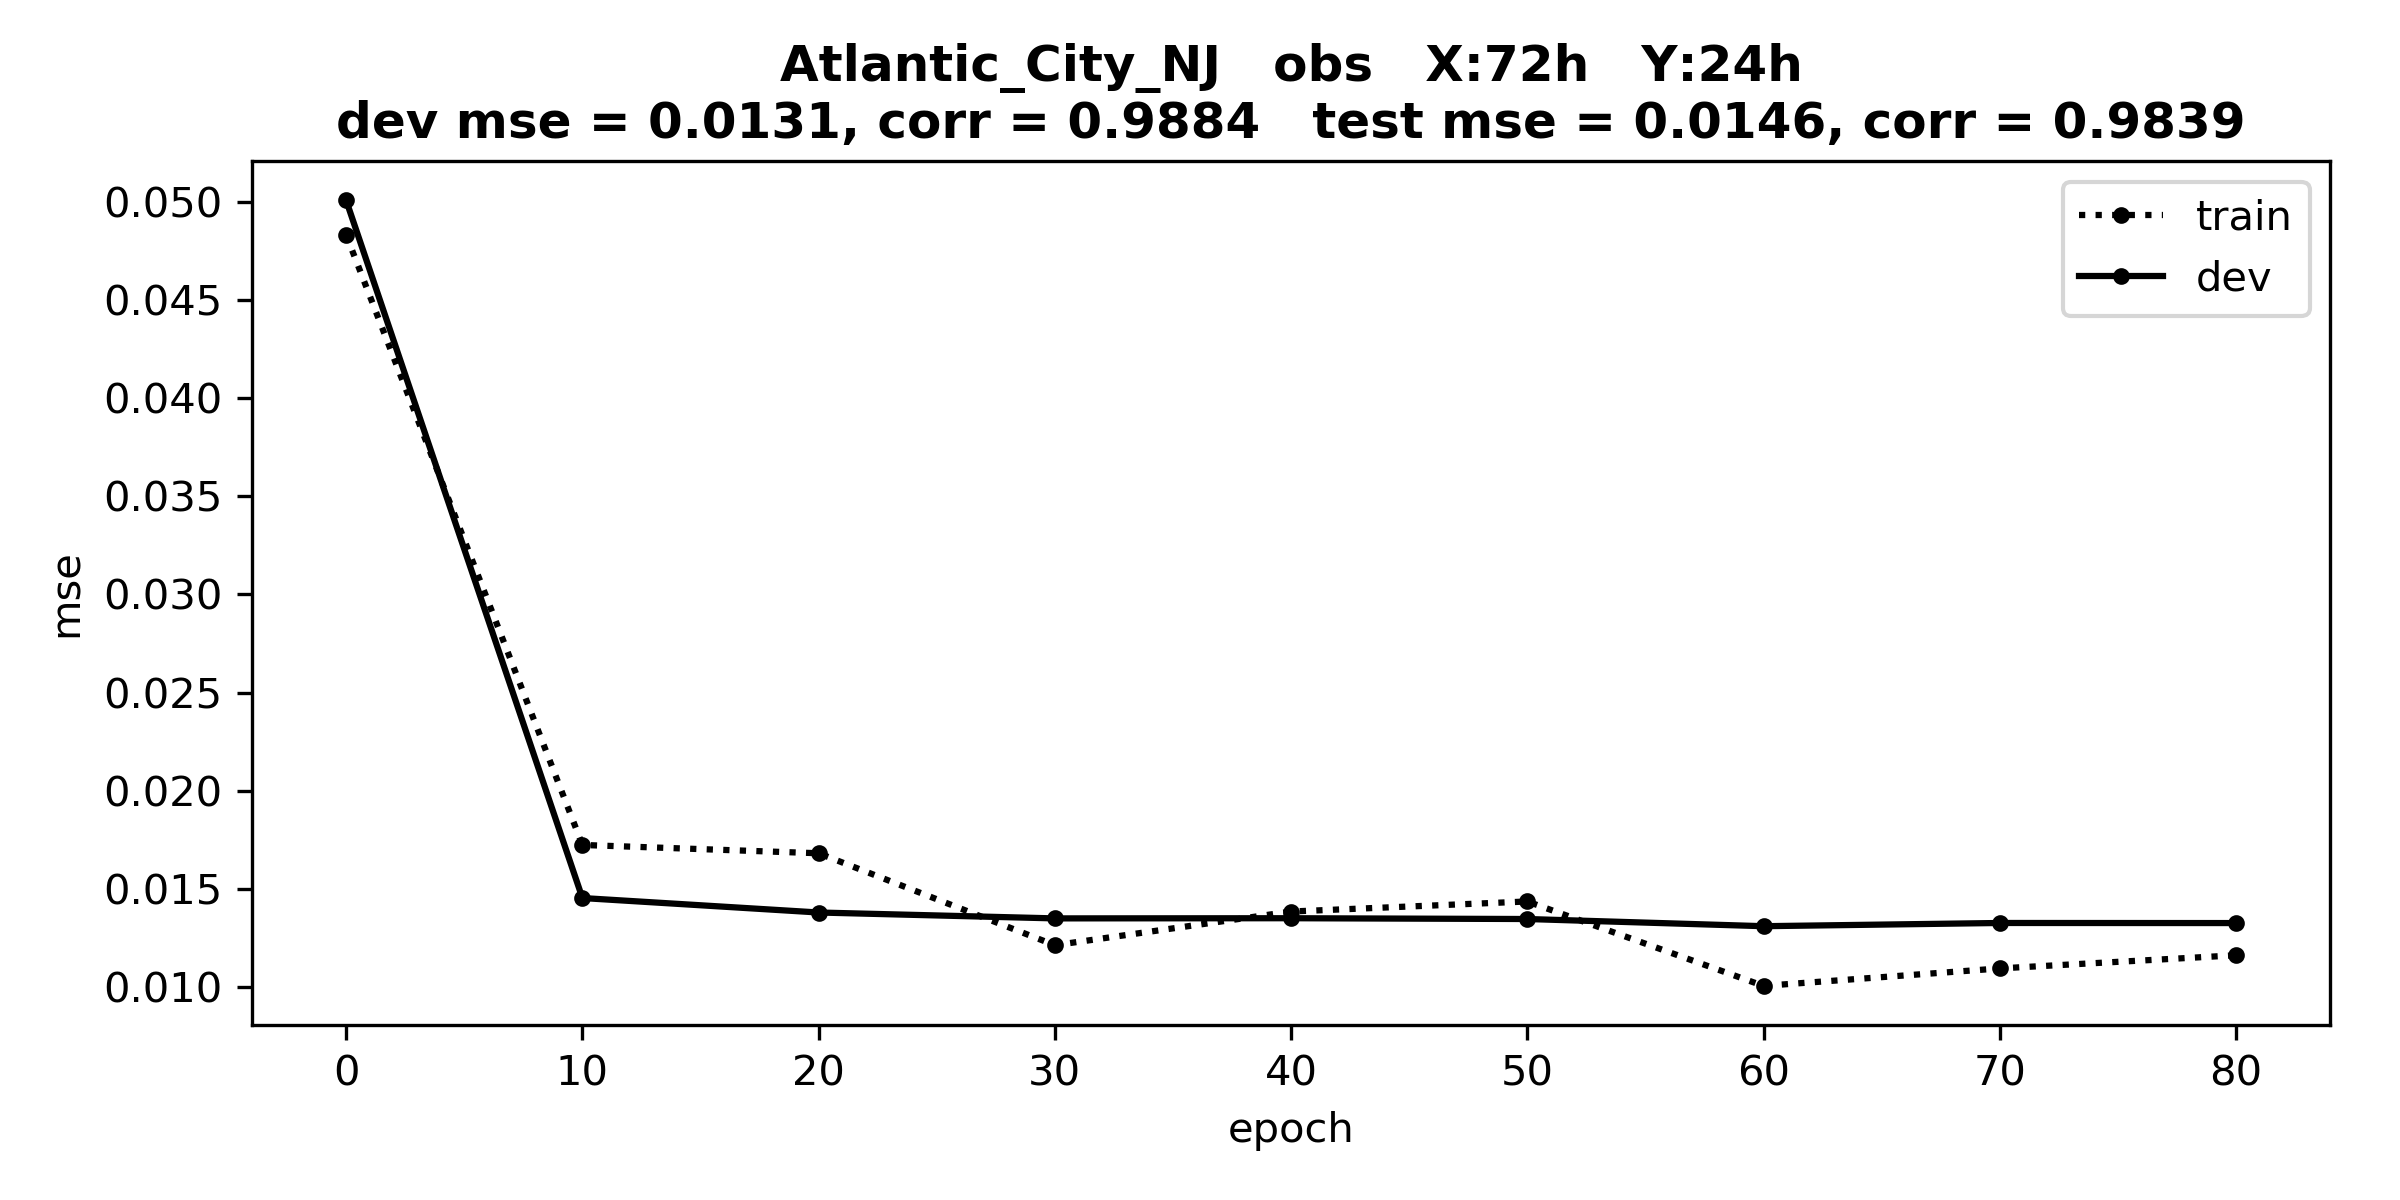 Atlantic_City_NJ   obs   X:72h   Y:24h
dev mse = 0.0131, corr = 0.9884   test mse = 0.0146, corr = 0.9839
train
dev
mse
0.050
0.045
0.040
0.035
0.030
0.025
0.020
0.015
0.010
0 10 20 30 40 50 60 70 80
epoch